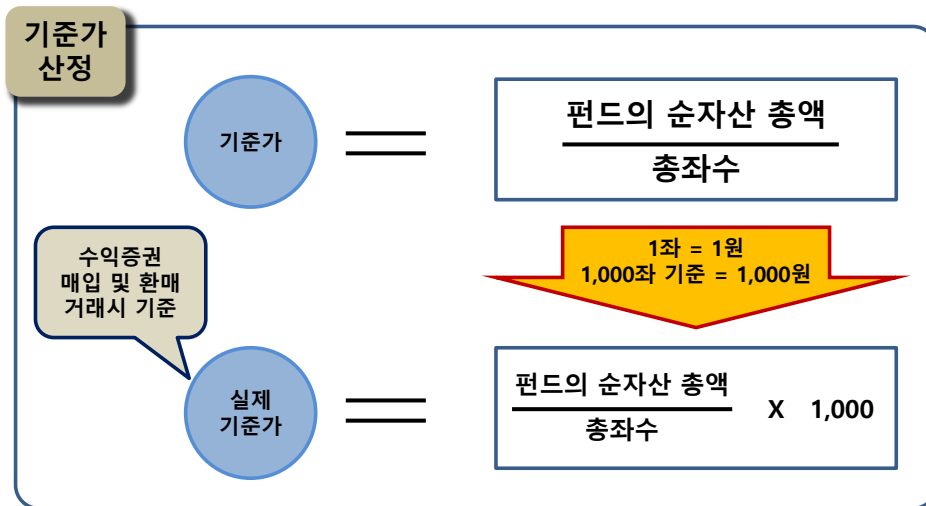 기준가
산정
기준가
펀드의 순자산 총액
총좌수
1좌 = 1원
1,000좌 기준 = 1,000원
수익증권
매입 및 환매
거래시 기준
실제
기준가
펀드의 순자산 총액
총좌수
X 1,000